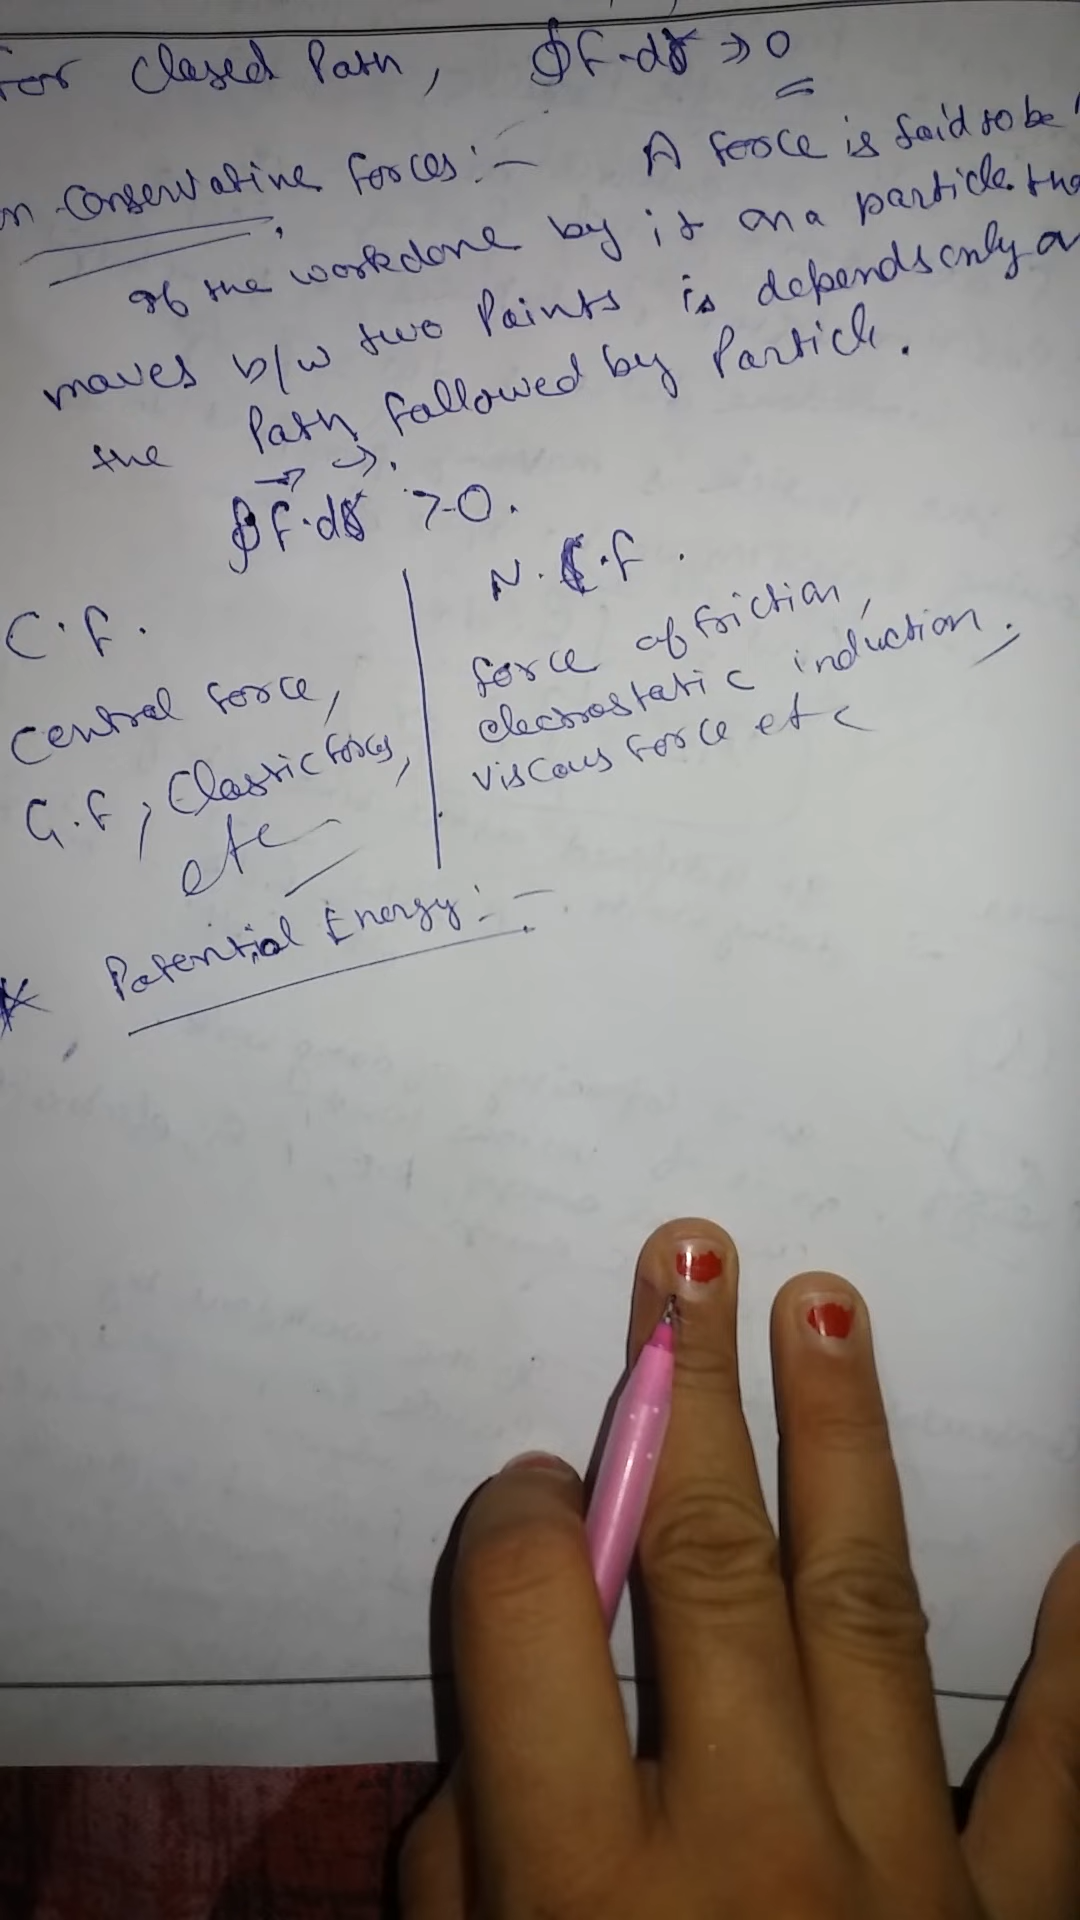 For Closed Path, ∮F.dr → 0
n-Conservative forces :- A force is said to be
If the workdone by it on a particle tha
moves b/w two Points is depends only on
the Path followed by Particle.
∮F.dr >0.
C.F. N.C.F.
Central force, force of friction,
G.F, Classic forces, electrostatic induction.
etc viscous force etc
* Potential Energy :-